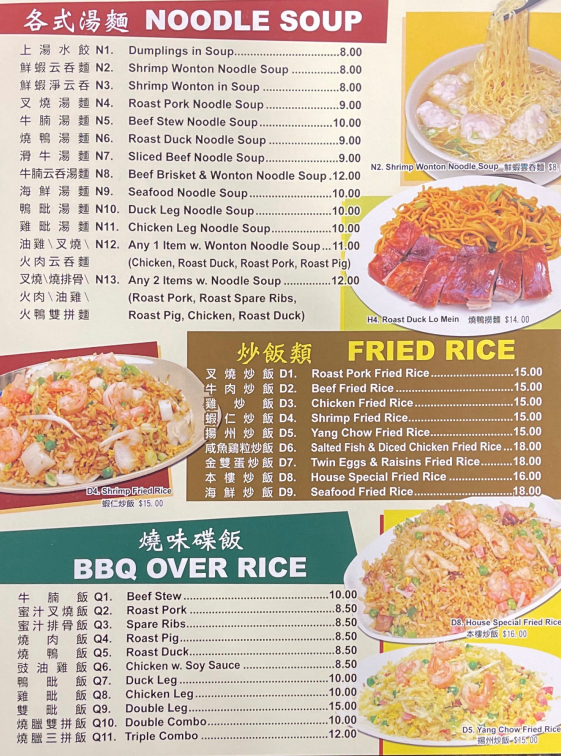 各式湯麵 NOODLE SOUP
上湯水餃 N1. Dumplings in Soup.....8.00
鮮蝦云吞麵 N2. Shrimp Wonton Noodle Soup.....8.00
鮮蝦淨云吞 N3. Shrimp Wonton in Soup.....8.00
叉燒湯麵 N4. Roast Pork Noodle Soup.....9.00
牛腩湯麵 N5. Beef Stew Noodle Soup.....10.00
燒鴨湯麵 N6. Roast Duck Noodle Soup.....9.00
滑牛湯麵 N7. Sliced Beef Noodle Soup.....9.00
牛腩云吞湯麵 N8. Beef Brisket & Wonton Noodle Soup.12.00
海鮮湯麵 N9. Seafood Noodle Soup.....10.00
鴨髀湯麵 N10. Duck Leg Noodle Soup.....10.00
雞髀湯麵 N11. Chicken Leg Noodle Soup.....10.00
油雞\叉燒\ N12. Any 1 Item w. Wonton Noodle Soup...11.00
火肉云吞麵 (Chicken, Roast Duck, Roast Pork, Roast Pig)
叉燒\燒排骨\ N13. Any 2 Items w. Noodle Soup.....12.00
火肉\油雞\ (Roast Pork, Roast Spare Ribs,
火鴨雙拼麵 Roast Pig, Chicken, Roast Duck)
N2. Shrimp Wonton Noodle Soup 鮮蝦雲吞麵 $8.
H4. Roast Duck Lo Mein 燒鴨撈麵 $14.00
炒飯類 FRIED RICE
叉燒炒飯 D1. Roast Pork Fried Rice.....15.00
牛肉炒飯 D2. Beef Fried Rice.....15.00
雞炒飯 D3. Chicken Fried Rice.....15.00
蝦仁炒飯 D4. Shrimp Fried Rice.....15.00
揚州炒飯 D5. Yang Chow Fried Rice.....15.00
咸魚鷄粒炒飯 D6. Salted Fish & Diced Chicken Fried Rice...18.00
金雙蛋炒飯 D7. Twin Eggs & Raisins Fried Rice.....18.00
本樓炒飯 D8. House Special Fried Rice.....16.00
海鮮炒飯 D9. Seafood Fried Rice.....18.00
D4. Shrimp Fried Rice
蝦仁炒飯 $15.00
燒味碟飯
BBQ OVER RICE
牛腩飯 Q1. Beef Stew.....10.00
蜜汁叉燒飯 Q2. Roast Pork.....8.50
蜜汁排骨飯 Q3. Spare Ribs.....8.50
燒肉飯 Q4. Roast Pig.....8.50
燒鴨飯 Q5. Roast Duck.....8.50
豉油雞飯 Q6. Chicken w. Soy Sauce.....8.50
鴨髀飯 Q7. Duck Leg.....10.00
雞髀飯 Q8. Chicken Leg.....10.00
雙髀飯 Q9. Double Leg.....15.00
燒臘雙拼飯 Q10. Double Combo.....10.00
燒臘三拼飯 Q11. Triple Combo.....12.00
D8. House Special Fried Rice
本樓炒飯 $16.00
D5. Yang Chow Fried Rice
揚州炒飯 $15.00